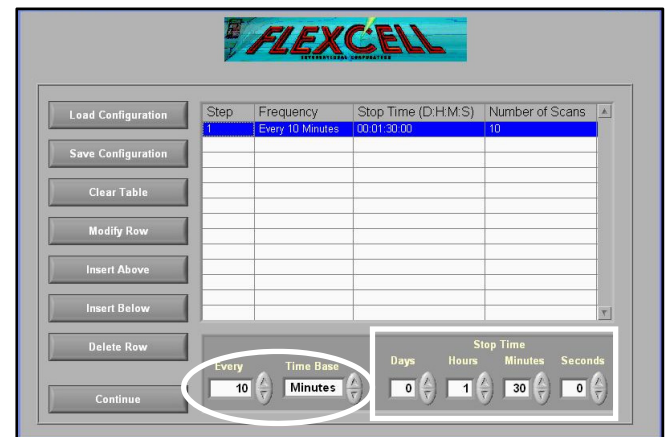 FLEXCELL
INTERNATIONAL CORPORATION
Load Configuration
Save Configuration
Clear Table
Modify Row
Insert Above
Insert Below
Delete Row
Continue
Step Frequency Stop Time (D:H:M:S) Number of Scans
1 Every 10 Minutes 00:01:30:00 10
Every Time Base
10 Minutes
Stop Time
Days Hours Minutes Seconds
0 1 30 0